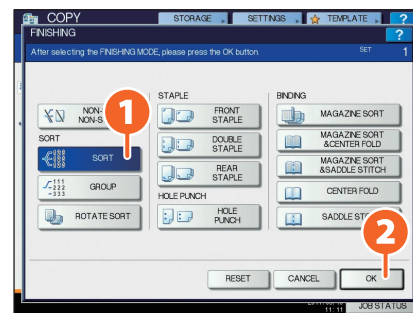 COPY
STORAGE
SETTINGS
TEMPLATE
?
FINISHING
?
After selecting the FINISHING MODE, please press the OK button.
SET 1
NON-
NON-S
SORT
SORT
GROUP
ROTATE SORT
STAPLE
FRONT
STAPLE
DOUBLE
STAPLE
REAR
STAPLE
HOLE PUNCH
HOLE
PUNCH
BINDING
MAGAZINE SORT
MAGAZINE SORT
&CENTER FOLD
MAGAZINE SORT
&SADDLE STITCH
CENTER FOLD
SADDLE ST
1
2
RESET
CANCEL
OK
11:11
JOB STATUS